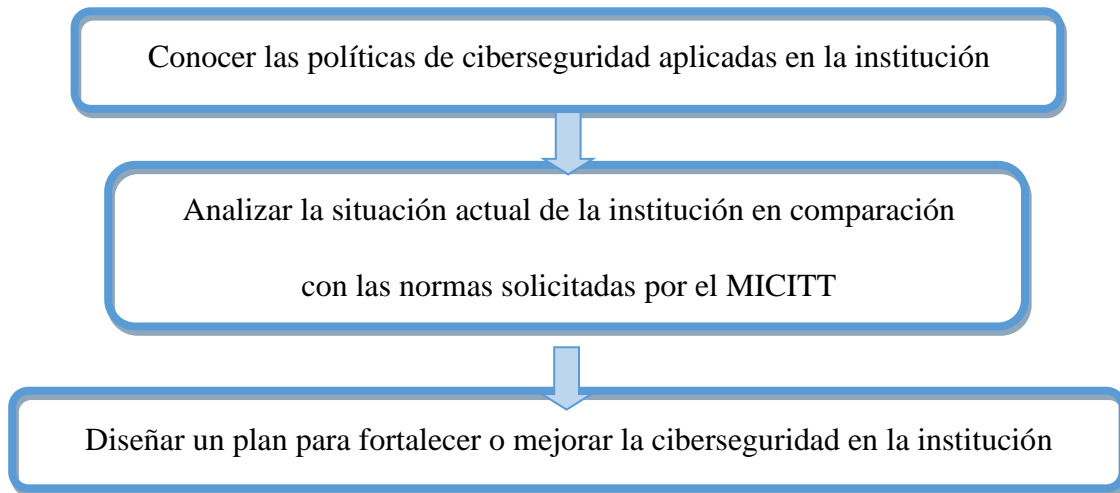 Conocer las políticas de ciberseguridad aplicadas en la institución
Analizar la situación actual de la institución en comparación
con las normas solicitadas por el MICITT
Diseñar un plan para fortalecer o mejorar la ciberseguridad en la institución